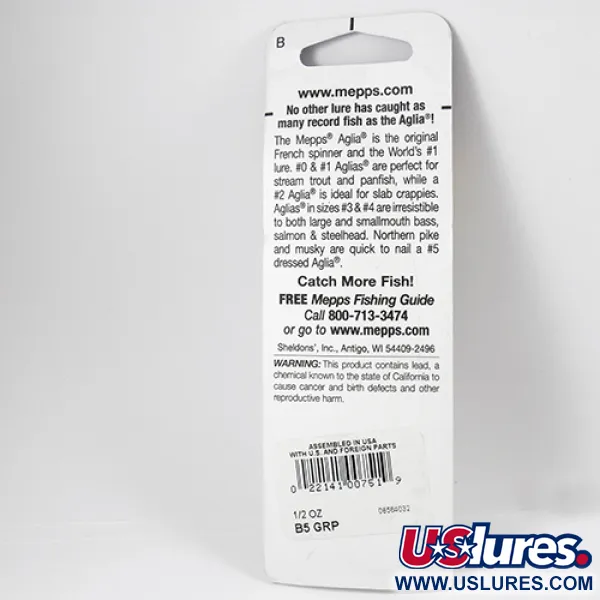 B
www.mepps.com
No other lure has caught as
many record fish as the Aglia®!
The Mepps® Aglia® is the original
French spinner and the World's #1
lure. #0 & #1 Aglias® are perfect for
stream trout and panfish, while a
#2 Aglia® is ideal for slab crappies.
Aglias® in sizes #3 & #4 are irresistible
to both large and smallmouth bass,
salmon & steelhead. Northern pike
and musky are quick to nail a #5
dressed Aglia®.
Catch More Fish!
FREE Mepps Fishing Guide
Call 800-713-3474
or go to www.mepps.com
Sheldons', Inc., Antigo, WI 54409-2496
WARNING: This product contains lead, a
chemical known to the state of California to
cause cancer and birth defects and other
reproductive harm.
ASSEMBLED IN USA
WITH U.S. AND FOREIGN PARTS
0 22141 00751 9
1/2 OZ
B5 GRP
USlures.
WWW.USLURES.COM